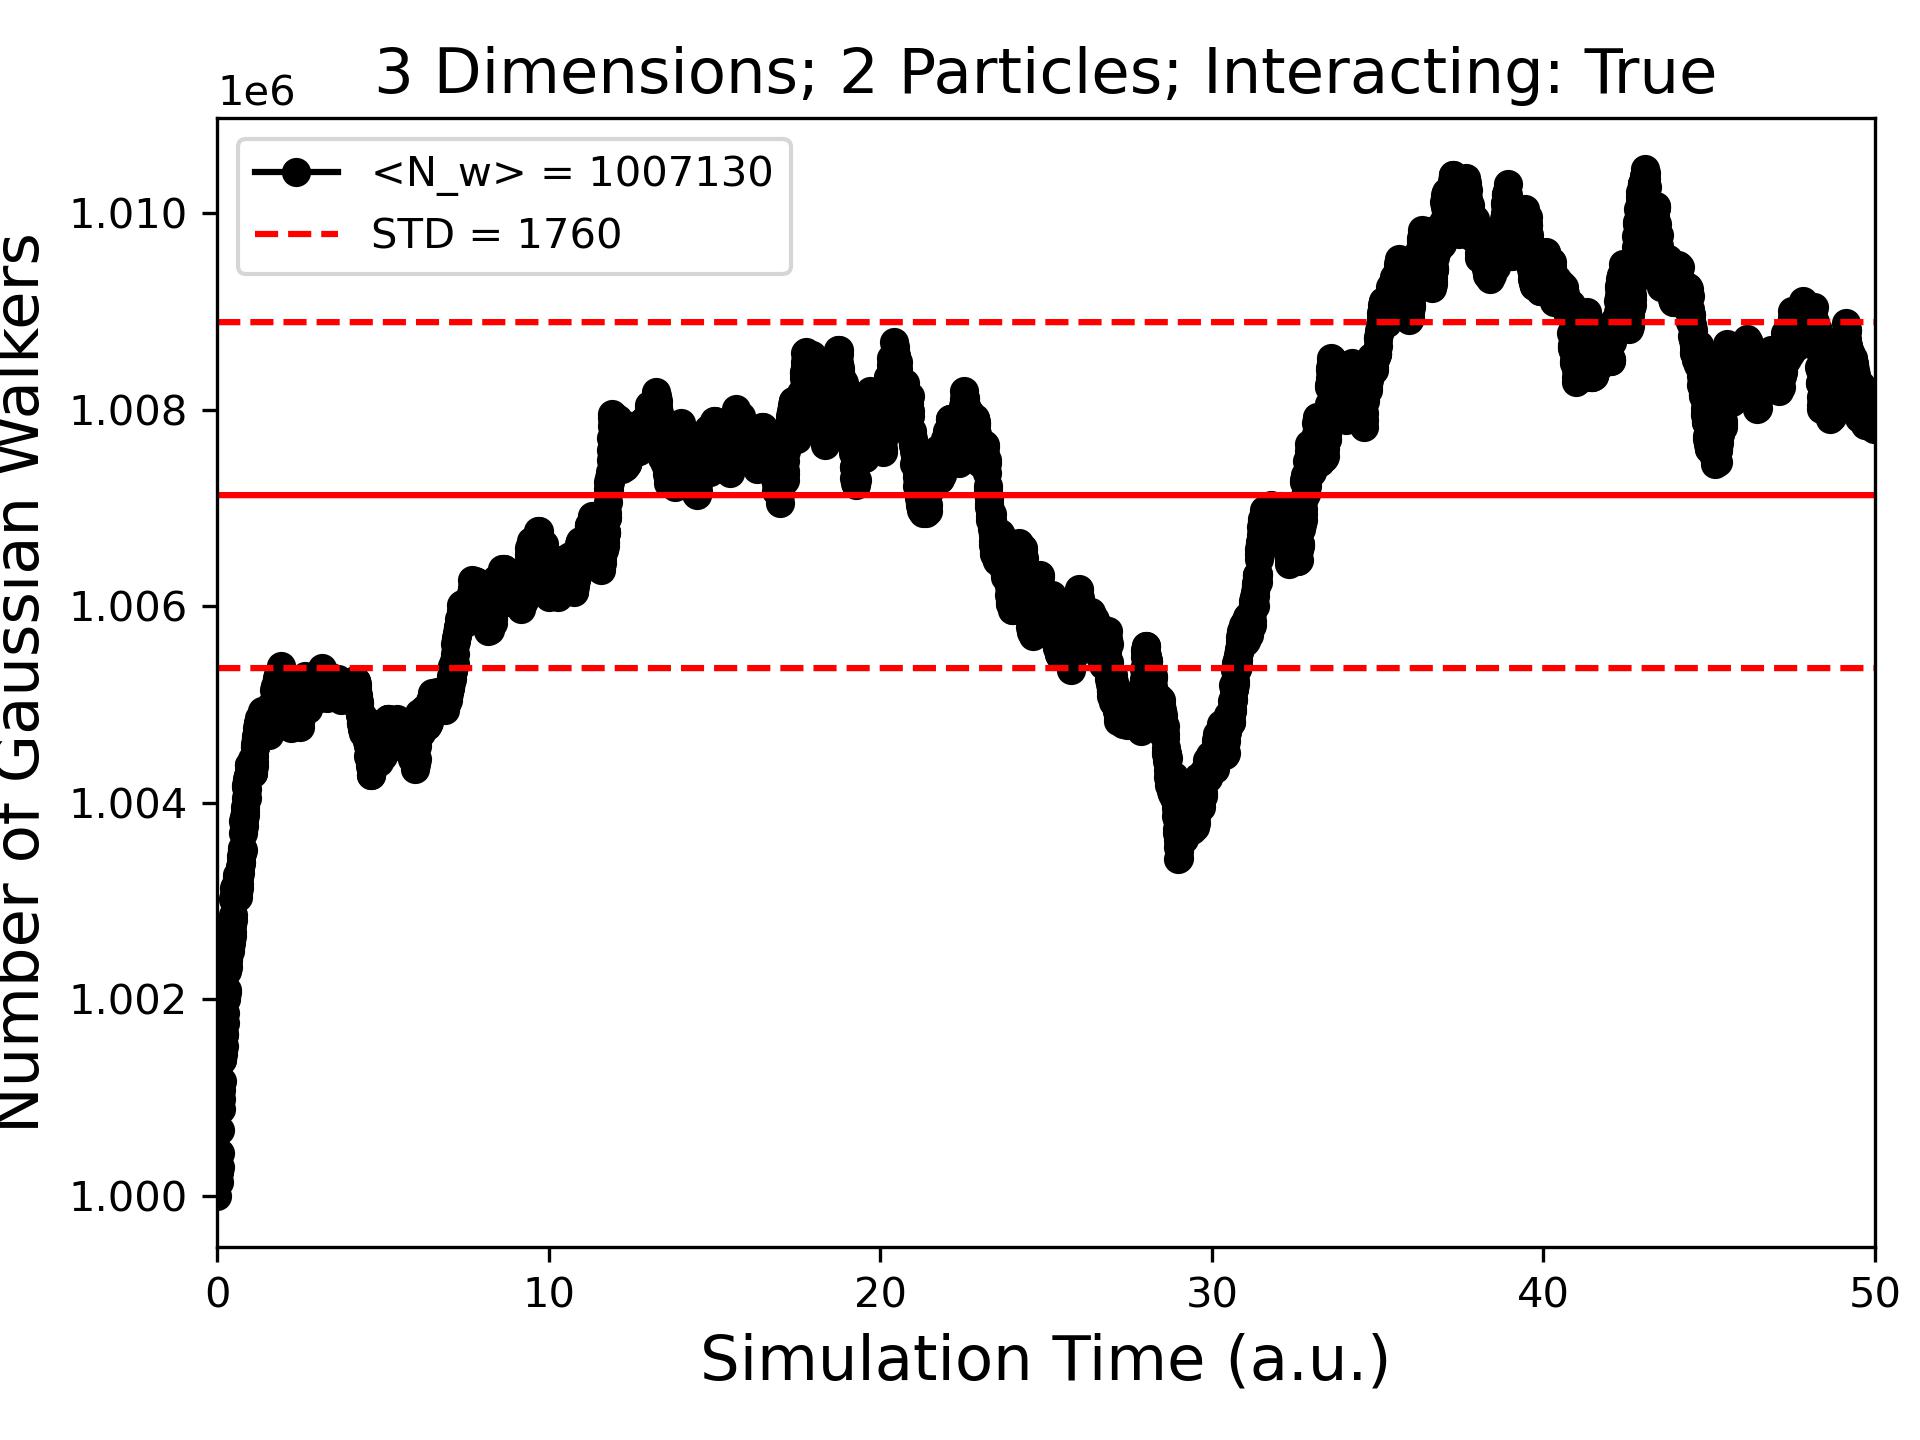 3 Dimensions; 2 Particles; Interacting: True
1e6
<N_w> = 1007130
STD = 1760
Number of Gaussian Walkers
1.010
1.008
1.006
1.004
1.002
1.000
0 10 20 30 40 50
Simulation Time (a.u.)